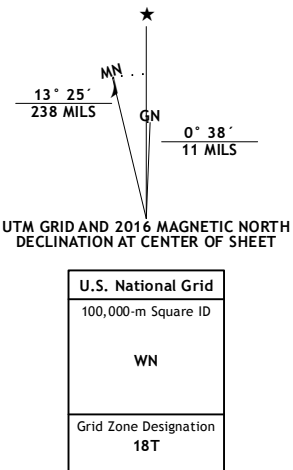 ★
MN
13° 25´
238 MILS
GN
0° 38´
11 MILS
UTM GRID AND 2016 MAGNETIC NORTH
DECLINATION AT CENTER OF SHEET
U.S. National Grid
100,000-m Square ID
WN
Grid Zone Designation
18T